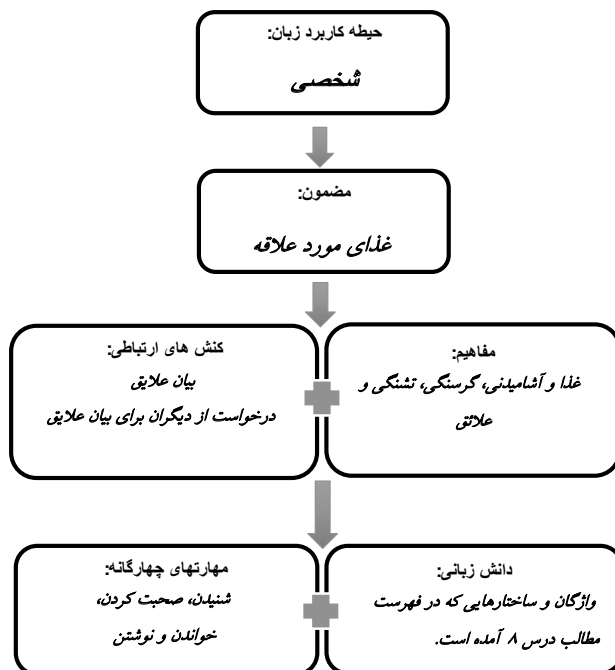 حیطه کاربرد زبان:
شخصی
مضمون:
غذای مورد علاقه
مفاهیم:
غذا و آشامیدنی، گرسنگی، تشنگی و
علائق
کنش های ارتباطی:
بیان علایق
درخواست از دیگران برای بیان علایق
دانش زبانی:
واژگان و ساختارهایی که در فهرست
مطالب درس ۸ آمده است.
مهارتهای چهارگانه:
شنیدن، صحبت کردن،
خواندن و نوشتن